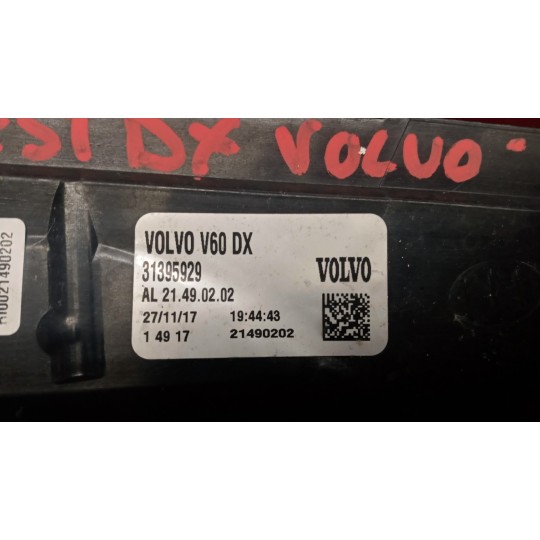 DX VOLVO
VOLVO V60 DX
31395929
VOLVO
AL 21.49.02.02
27/11/17 19:44:43
1 49 17 21490202
R10021490202